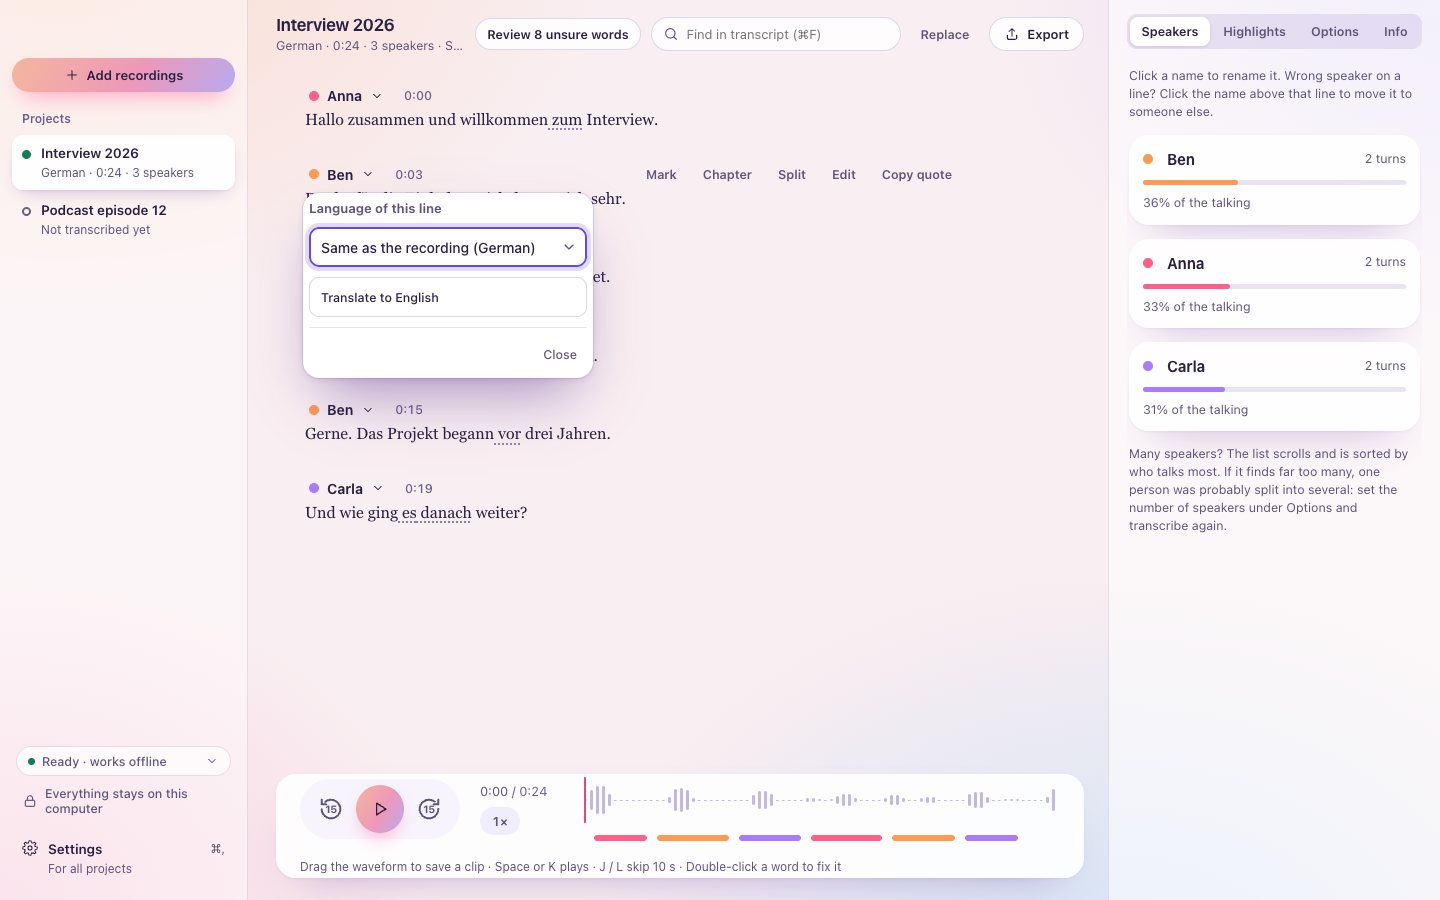 Add recordings
Projects
Interview 2026
German · 0:24 · 3 speakers
Podcast episode 12
Not transcribed yet
Ready · works offline
Everything stays on this
computer
Settings
⌘,
For all projects
Interview 2026
German · 0:24 · 3 speakers · S...
Review 8 unsure words
Find in transcript (⌘F)
Replace
Export
Anna
0:00
Hallo zusammen und willkommen zum Interview.
Ben
0:03
Mark
Chapter
Split
Edit
Copy quote
sehr.
Language of this line
Same as the recording (German)
Translate to English
Close
Ben
0:15
Gerne. Das Projekt begann vor drei Jahren.
Carla
0:19
Und wie ging es danach weiter?
15
15
0:00 / 0:24
1×
Drag the waveform to save a clip · Space or K plays · J / L skip 10 s · Double-click a word to fix it
Speakers
Highlights
Options
Info
Click a name to rename it. Wrong speaker on a
line? Click the name above that line to move it to
someone else.
Ben
2 turns
36% of the talking
Anna
2 turns
33% of the talking
Carla
2 turns
31% of the talking
Many speakers? The list scrolls and is sorted by
who talks most. If it finds far too many, one
person was probably split into several: set the
number of speakers under Options and
transcribe again.